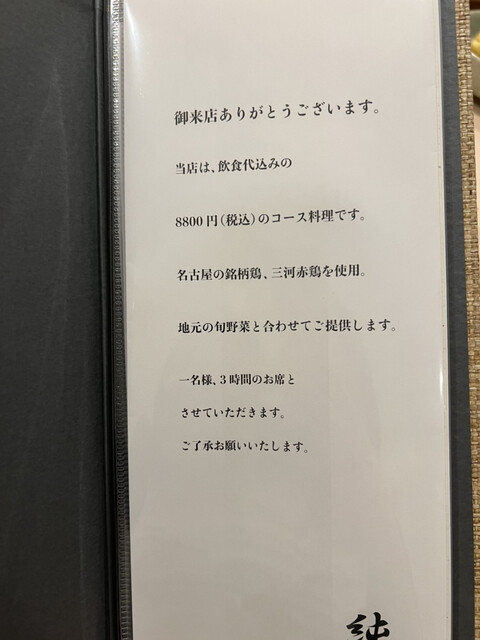 御来店ありがとうございます。
当店は、飲食代込みの
8800円(税込)のコース料理です。
名古屋の銘柄鶏、三河赤鶏を使用。
地元の旬野菜と合わせてご提供します。
一名様、3時間のお席と
させていただきます。
ご了承お願いいたします。
純